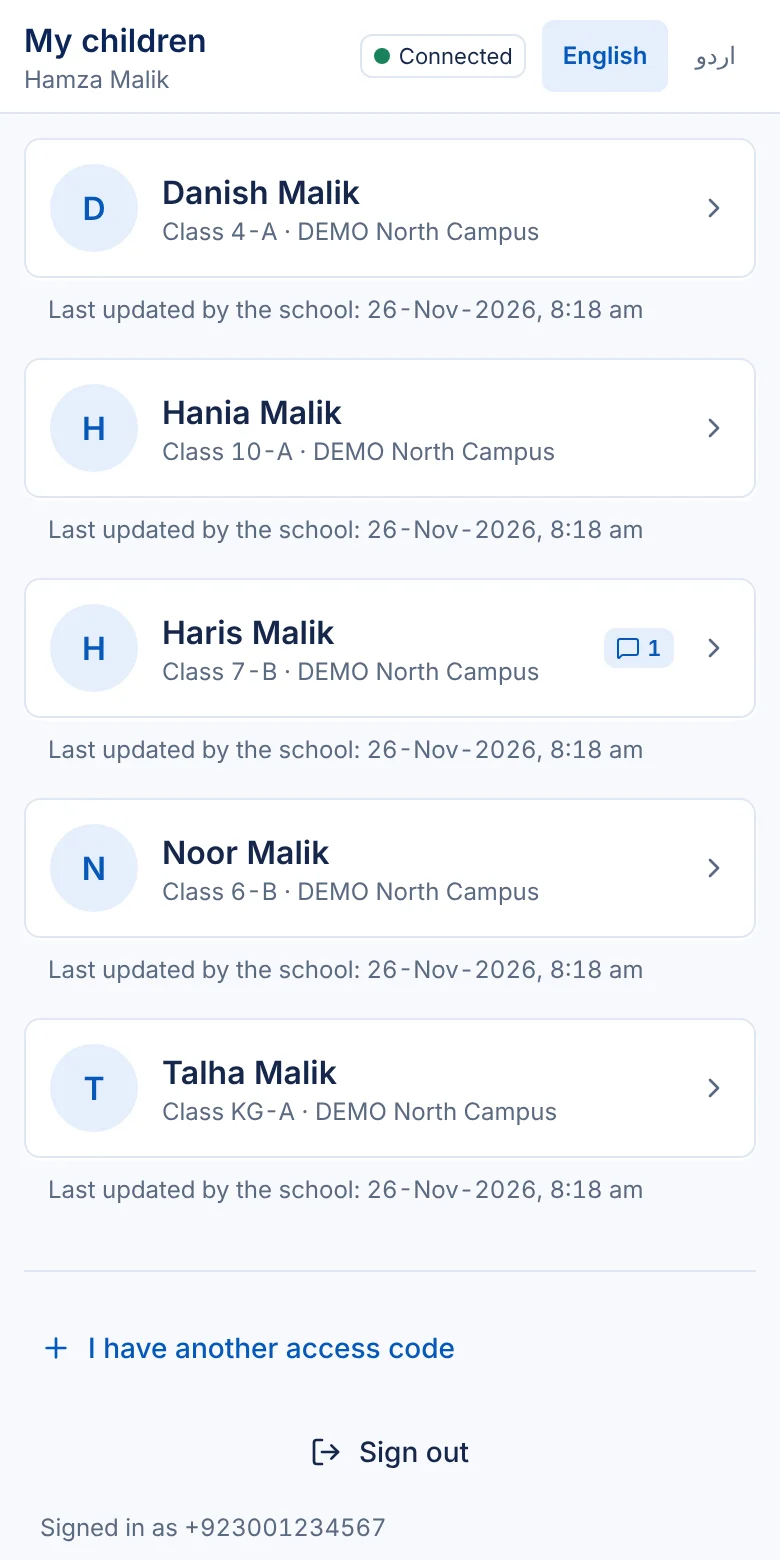 My children
Hamza Malik
Connected
English
اردو
D
Danish Malik
Class 4-A · DEMO North Campus
Last updated by the school: 26-Nov-2026, 8:18 am
H
Hania Malik
Class 10-A · DEMO North Campus
Last updated by the school: 26-Nov-2026, 8:18 am
H
Haris Malik
Class 7-B · DEMO North Campus
1
Last updated by the school: 26-Nov-2026, 8:18 am
N
Noor Malik
Class 6-B · DEMO North Campus
Last updated by the school: 26-Nov-2026, 8:18 am
T
Talha Malik
Class KG-A · DEMO North Campus
Last updated by the school: 26-Nov-2026, 8:18 am
I have another access code
Sign out
Signed in as +923001234567